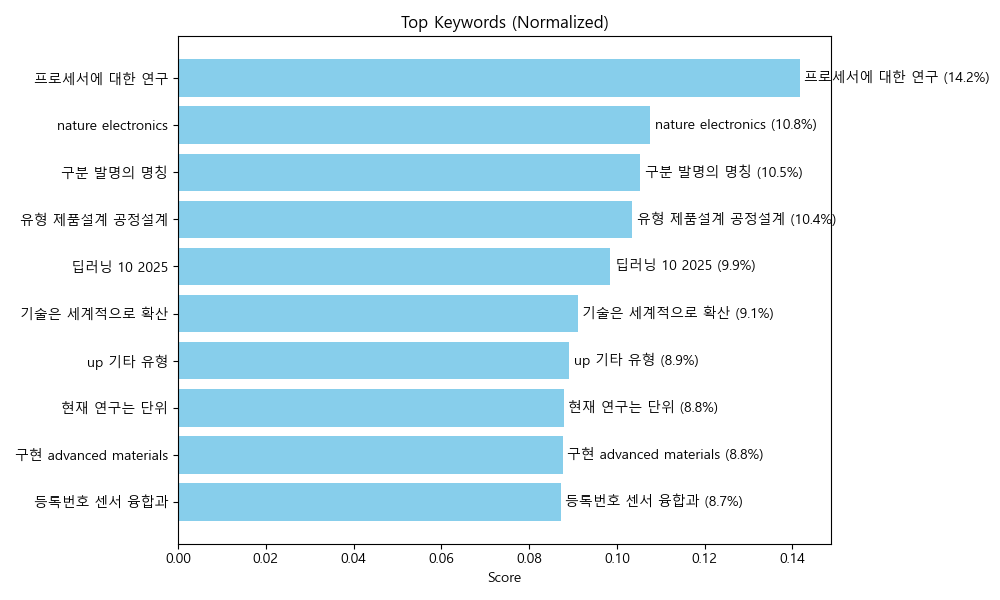 Top Keywords (Normalized)
프로세서에 대한 연구 프로세서에 대한 연구 (14.2%)
nature electronics nature electronics (10.8%)
구분 발명의 명칭 구분 발명의 명칭 (10.5%)
유형 제품설계 공정설계 유형 제품설계 공정설계 (10.4%)
딥러닝 10 2025 딥러닝 10 2025 (9.9%)
기술은 세계적으로 확산 기술은 세계적으로 확산 (9.1%)
up 기타 유형 up 기타 유형 (8.9%)
현재 연구는 단위 현재 연구는 단위 (8.8%)
구현 advanced materials 구현 advanced materials (8.8%)
등록번호 센서 융합과 등록번호 센서 융합과 (8.7%)
0.00 0.02 0.04 0.06 0.08 0.10 0.12 0.14
Score